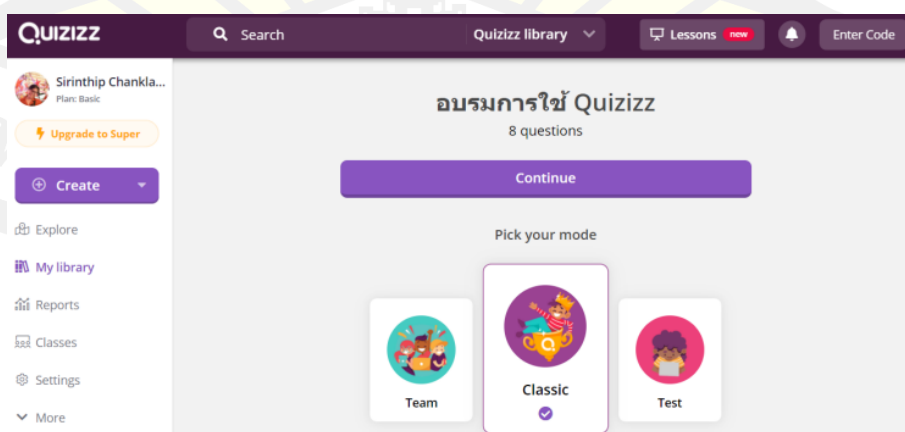 QUIZIZZ
Search
Quizizz library
Lessons new
Enter Code
Sirinthip Chankla...
Plan: Basic
Upgrade to Super
Create
Explore
My library
Reports
Classes
Settings
More
อบรมการใช้ Quizizz
8 questions
Continue
Pick your mode
Team
Classic
Test